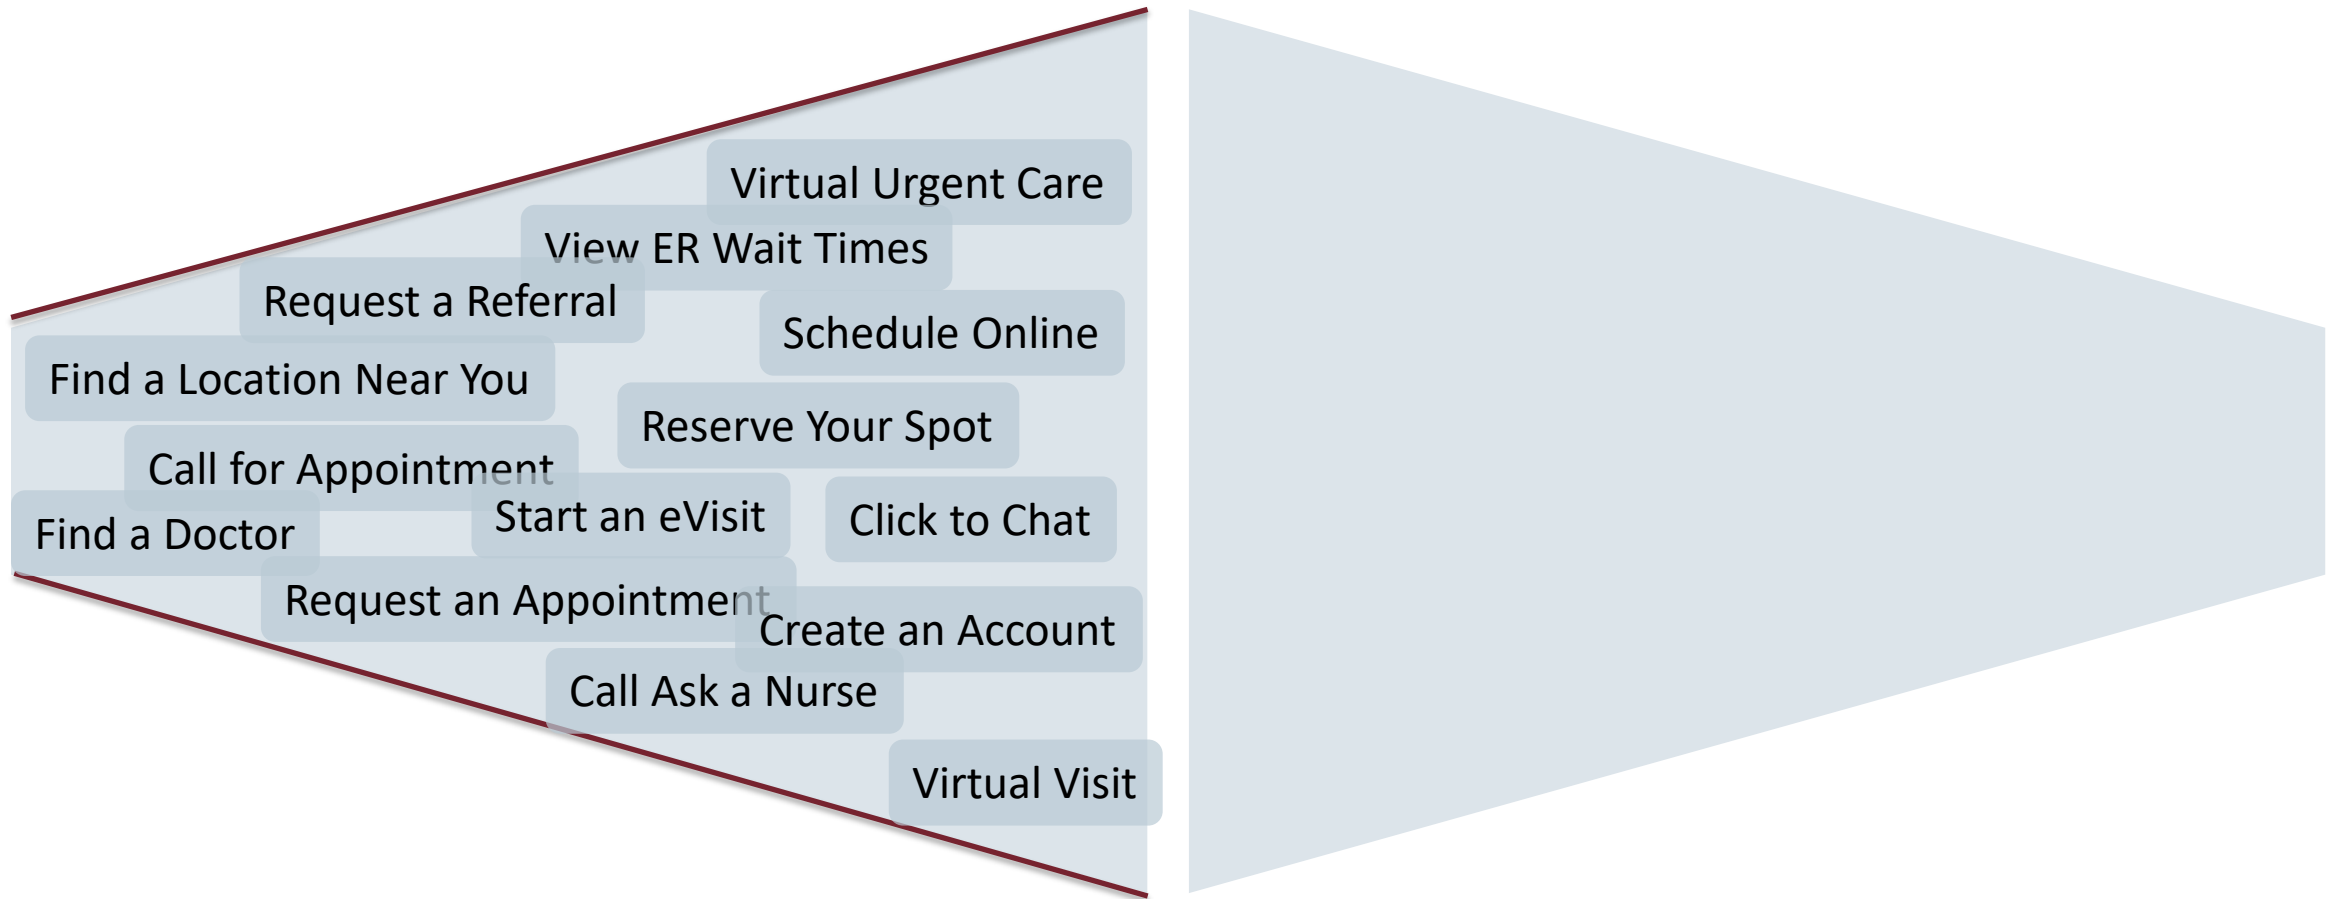 Virtual Urgent Care
View ER Wait Times
Request a Referral
Schedule Online
Find a Location Near You
Reserve Your Spot
Call for Appointment
Start an eVisit
Click to Chat
Find a Doctor
Request an Appointment
Create an Account
Call Ask a Nurse
Virtual Visit